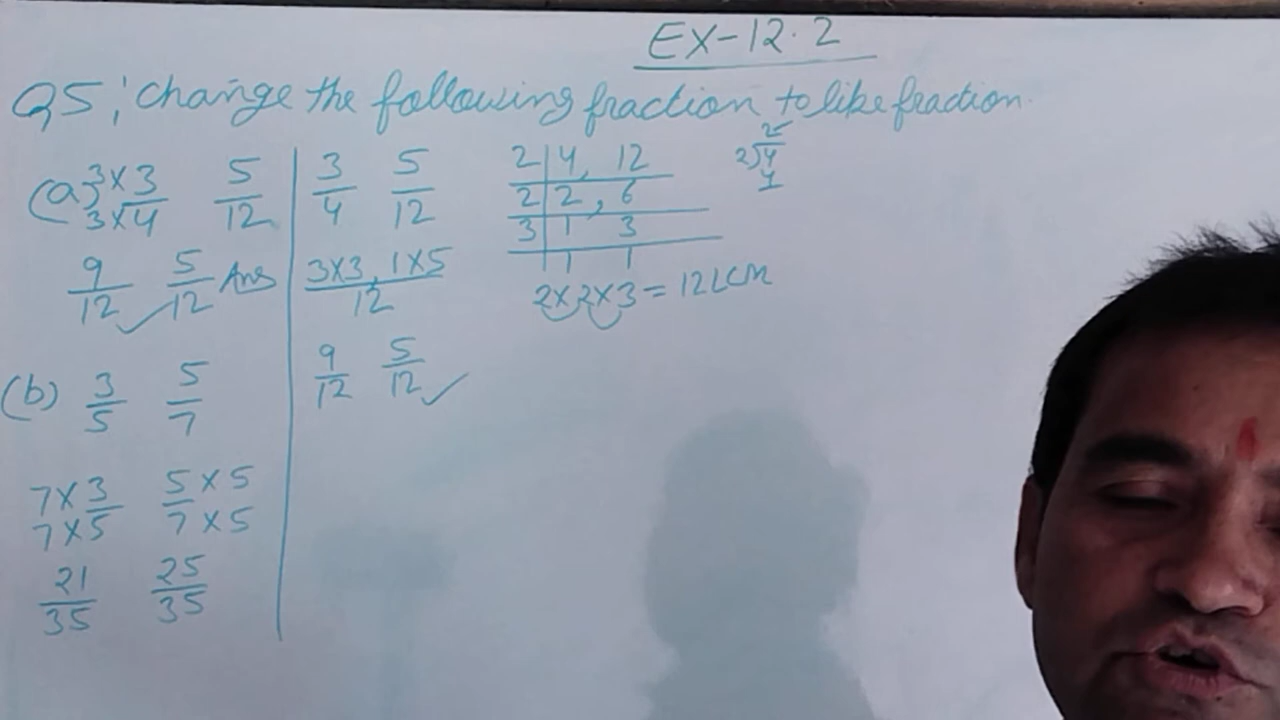 EX-12.2
Q5; Change the following fraction to like fraction.
(a) 3×3/3×4 5/12
9/12 5/12 Ans
(b) 3/5 5/7
7×3/7×5 5×5/7×5
21/35 25/35
3/4 5/12
3×3, 1×5/12
9/12 5/12
2|4, 12
2|2, 6
3|1 3
1 1
2×2×3=12LCM
2)4
2
4